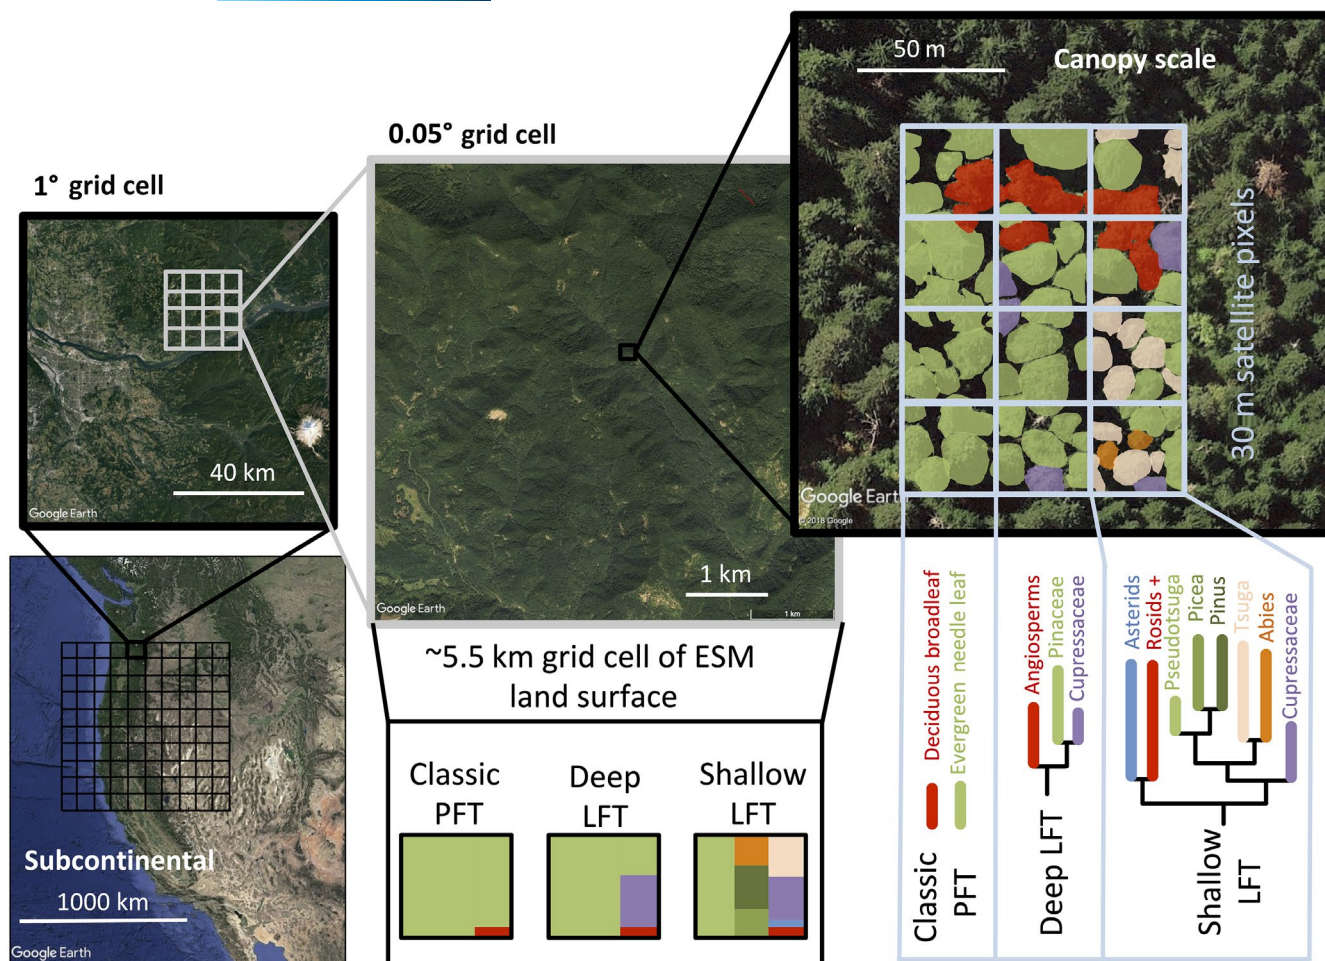 50 m
Canopy scale
0.05° grid cell
1° grid cell
30 m satellite pixels
40 km
Google Earth
1 km
1 km
Google Earth
Google Earth
© 2018 Google
~5.5 km grid cell of ESM
land surface
Subcontinental
1000 km
Google Earth
Classic
PFT
Deep
LFT
Shallow
LFT
Deciduous broadleaf
Evergreen needle leaf
Classic
PFT
Angiosperms
Pinaceae
Cupressaceae
Deep LFT
Asterids
Rosids +
Pseudotsuga
Picea
Pinus
Tsuga
Abies
Cupressaceae
Shallow
LFT